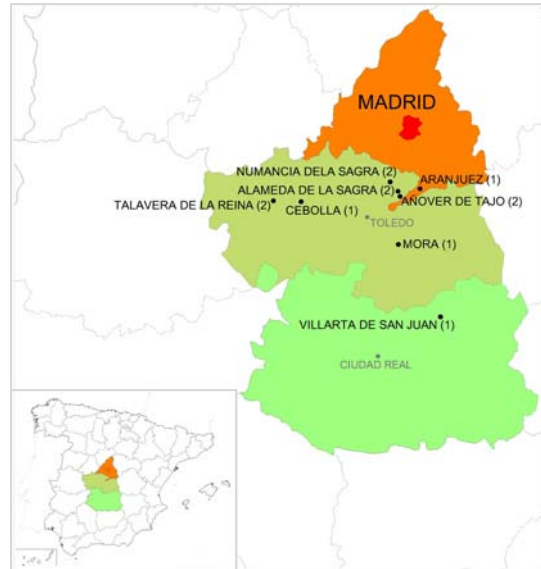 MADRID
NUMANCIA DELA SAGRA (2)
ARANJUEZ (1)
ALAMEDA DE LA SAGRA (2)
AÑOVER DE TAJO (2)
TALAVERA DE LA REINA (2)
CEBOLLA (1)
TOLEDO
MORA (1)
VILLARTA DE SAN JUAN (1)
CIUDAD REAL